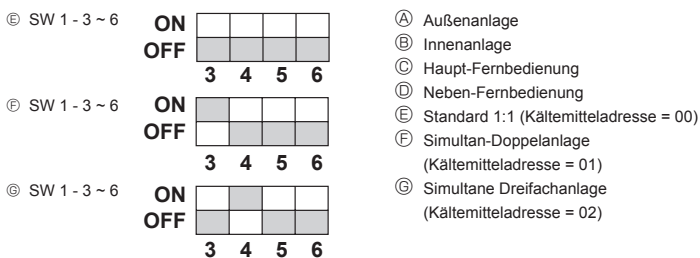 Ⓔ SW 1 - 3 ~ 6
ON
OFF
3 4 5 6
Ⓕ SW 1 - 3 ~ 6
ON
OFF
3 4 5 6
Ⓖ SW 1 - 3 ~ 6
ON
OFF
3 4 5 6
Ⓐ Außenanlage
Ⓑ Innenanlage
Ⓒ Haupt-Fernbedienung
Ⓓ Neben-Fernbedienung
Ⓔ Standard 1:1 (Kältemitteladresse = 00)
Ⓕ Simultan-Doppelanlage
(Kältemitteladresse = 01)
Ⓖ Simultane Dreifachanlage
(Kältemitteladresse = 02)